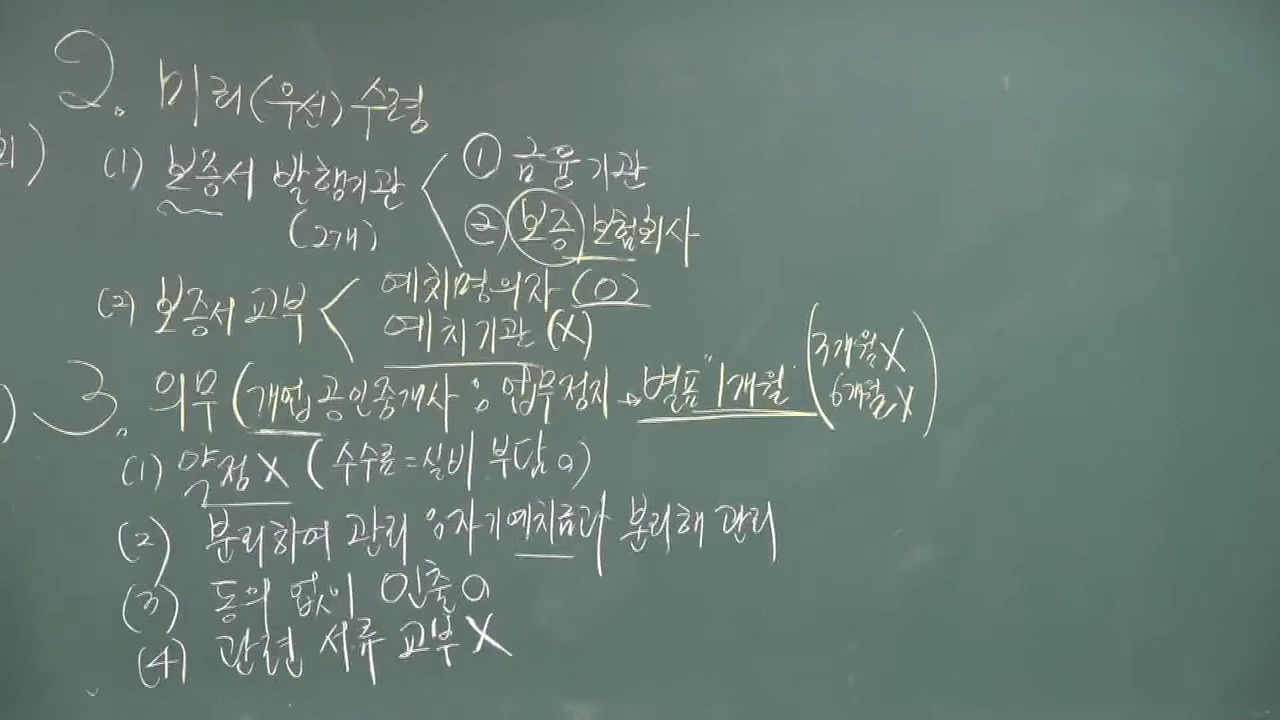 2. 미리(우선) 수령
(1) 보증서 발행기관 < ① 금융기관
(2개) ② 보증 보험회사
(2) 보증서 교부 < 예치명의자 (O)
예치기관 (X)
3. 의무 (개업공인중개사 : 업무정지 → 별표 "1개월" (3개월X
6개월X)
(1) 약정X (수수료=실비 부담 O)
(2) 분리하여 관리 : 자기예치금과 분리해 관리
(3) 동의 없이 인출 O
(4) 관련 서류 교부 X